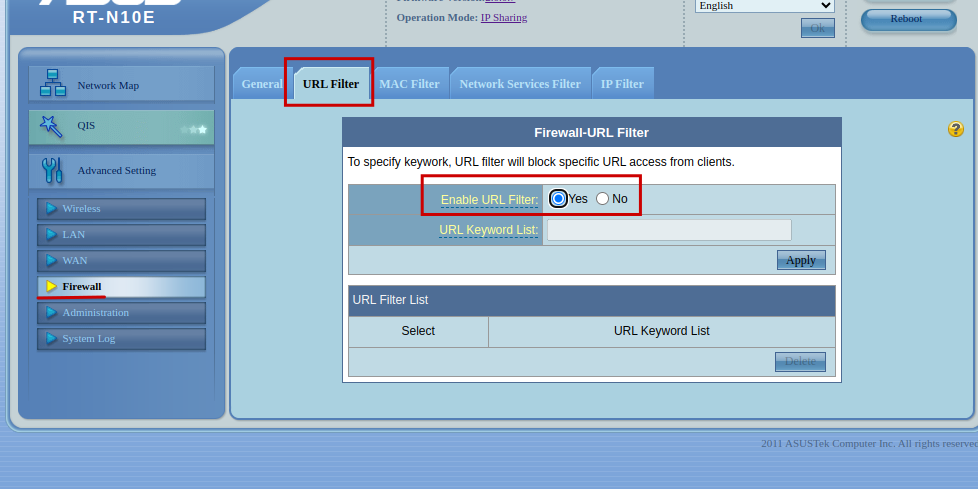 RT-N10E
Operation Mode: IP Sharing
English
Ok
Reboot
Network Map
QIS
Advanced Setting
Wireless
LAN
WAN
Firewall
Administration
System Log
General
URL Filter
MAC Filter
Network Services Filter
IP Filter
Firewall-URL Filter
To specify keywork, URL filter will block specific URL access from clients.
Enable URL Filter:
Yes No
URL Keyword List:
Apply
URL Filter List
Select URL Keyword List
Delete
2011 ASUSTek Computer Inc. All rights reserved